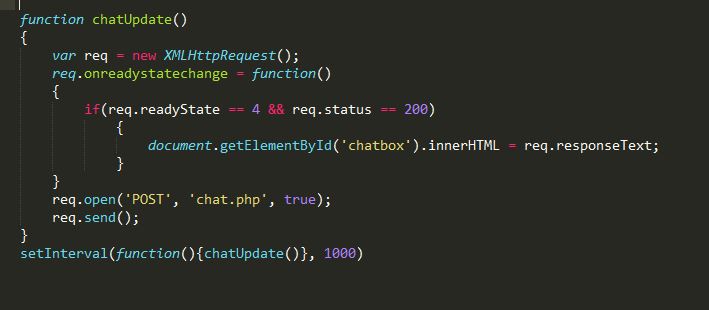 function chatUpdate()
{
    var req = new XMLHttpRequest();
    req.onreadystatechange = function()
    {
        if(req.readyState == 4 && req.status == 200)
            {
                document.getElementById('chatbox').innerHTML = req.responseText;
            }
    }
    req.open('POST', 'chat.php', true);
    req.send();
}
setInterval(function(){chatUpdate()}, 1000)